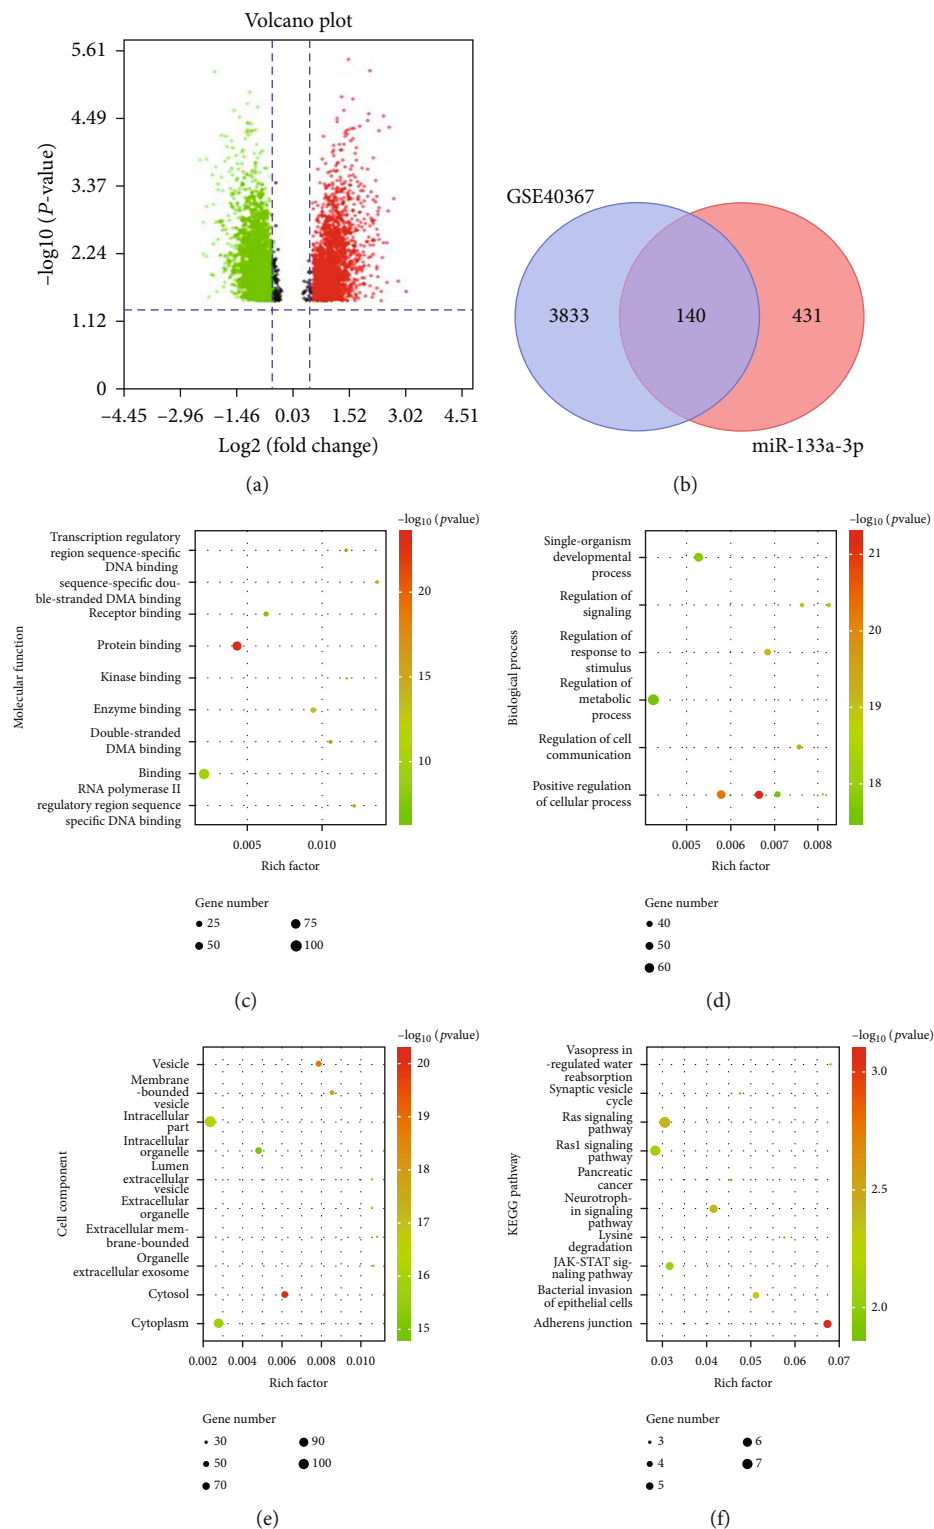 Volcano plot
5.61
4.49
3.37
2.24
1.12
0
−log10 (P-value)
−4.45 −2.96 −1.46 0.03 1.52 3.02 4.51
Log2 (fold change)
(a)
GSE40367
3833
140
431
miR-133a-3p
(b)
−log10 (pvalue)
Transcription regulatory
region sequence-specific
DNA binding
sequence-specific dou-
ble-stranded DMA binding
Receptor binding
Protein binding
Kinase binding
Enzyme binding
Double-stranded
DMA binding
Binding
RNA polymerase II
regulatory region sequence
specific DNA binding
Molecular function
20
15
10
0.005 0.010
Rich factor
Gene number
25 75
50 100
(c)
−log10 (pvalue)
Single-organism
developmental
process
Regulation of
signaling
Regulation of
response to
stimulus
Regulation of
metabolic
process
Regulation of cell
communication
Positive regulation
of cellular process
Biological process
21
20
19
18
0.005 0.006 0.007 0.008
Rich factor
Gene number
40
50
60
(d)
−log10 (pvalue)
Vesicle
Membrane
-bounded
vesicle
Intracellular
part
Intracellular
organelle
Lumen
extracellular
vesicle
Extracellular
organelle
Extracellular mem-
brane-bounded
Organelle
extracellular exosome
Cytosol
Cytoplasm
Cell component
20
19
18
17
16
15
0.002 0.004 0.006 0.008 0.010
Rich factor
Gene number
30 90
50 100
70
(e)
−log10 (pvalue)
Vasopress in
-regulated water
reabsorption
Synaptic vesicle
cycle
Ras signaling
pathway
Ras1 signaling
pathway
Pancreatic
cancer
Neurotroph-
in signaling
pathway
Lysine
degradation
JAK-STAT sig-
naling pathway
Bacterial invasion
of epithelial cells
Adherens junction
KEGG pathway
3.0
2.5
2.0
0.03 0.04 0.05 0.06 0.07
Rich factor
Gene number
3 6
4 7
5
(f)